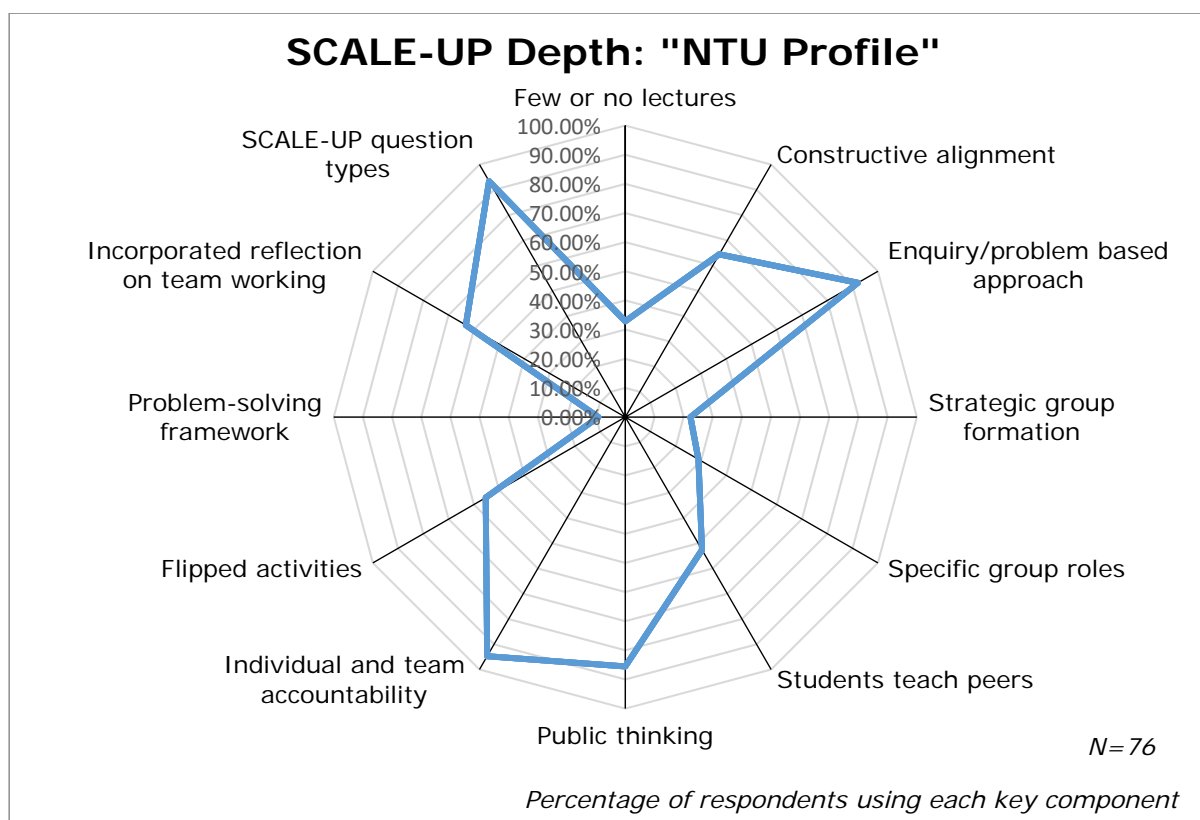 SCALE-UP Depth: "NTU Profile"
Few or no lectures
Constructive alignment
Enquiry/problem based
approach
Strategic group
formation
Specific group roles
Students teach peers
Public thinking
Individual and team
accountability
Flipped activities
Problem-solving
framework
Incorporated reflection
on team working
SCALE-UP question
types
100.00%
90.00%
80.00%
70.00%
60.00%
50.00%
40.00%
30.00%
20.00%
10.00%
0.00%
N=76
Percentage of respondents using each key component